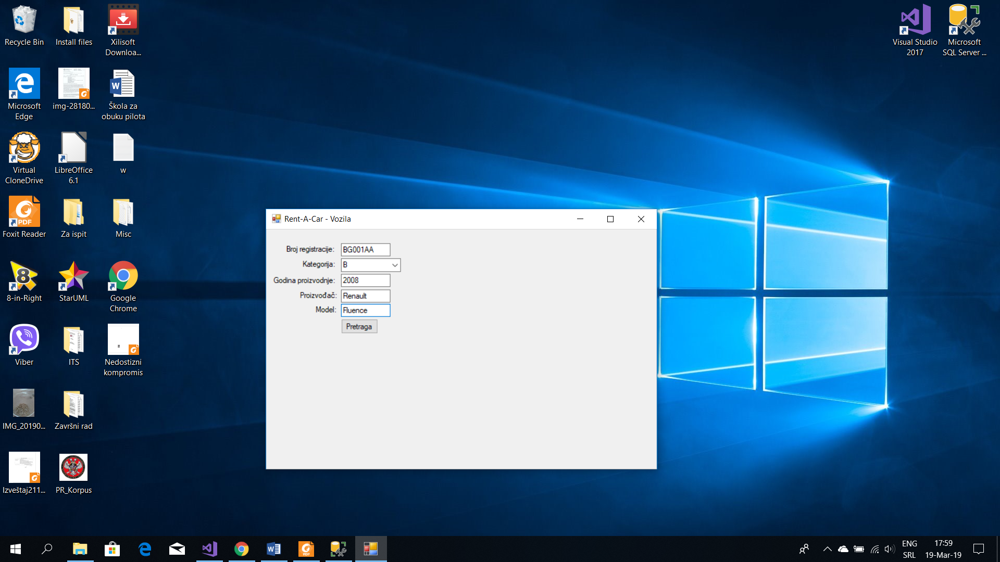 Recycle Bin
Install files
Xilisoft
Downloa...
Visual Studio
2017
Microsoft
SQL Server ...
Microsoft
Edge
img-28180...
Škola za
obuku pilota
Virtual
CloneDrive
LibreOffice
6.1
w
Foxit Reader
Za ispit
Misc
8-in-Right
StarUML
Google
Chrome
Viber
ITS
Nedostizni
kompromis
IMG_20190...
Završni rad
Izveštaj211...
PR_Korpus
Rent-A-Car - Vozila
Broj registracije: BG001AA
Kategorija: B
Godina proizvodnje: 2008
Proizvođač: Renault
Model: Fluence
Pretraga
ENG
SRL
17:59
19-Mar-19